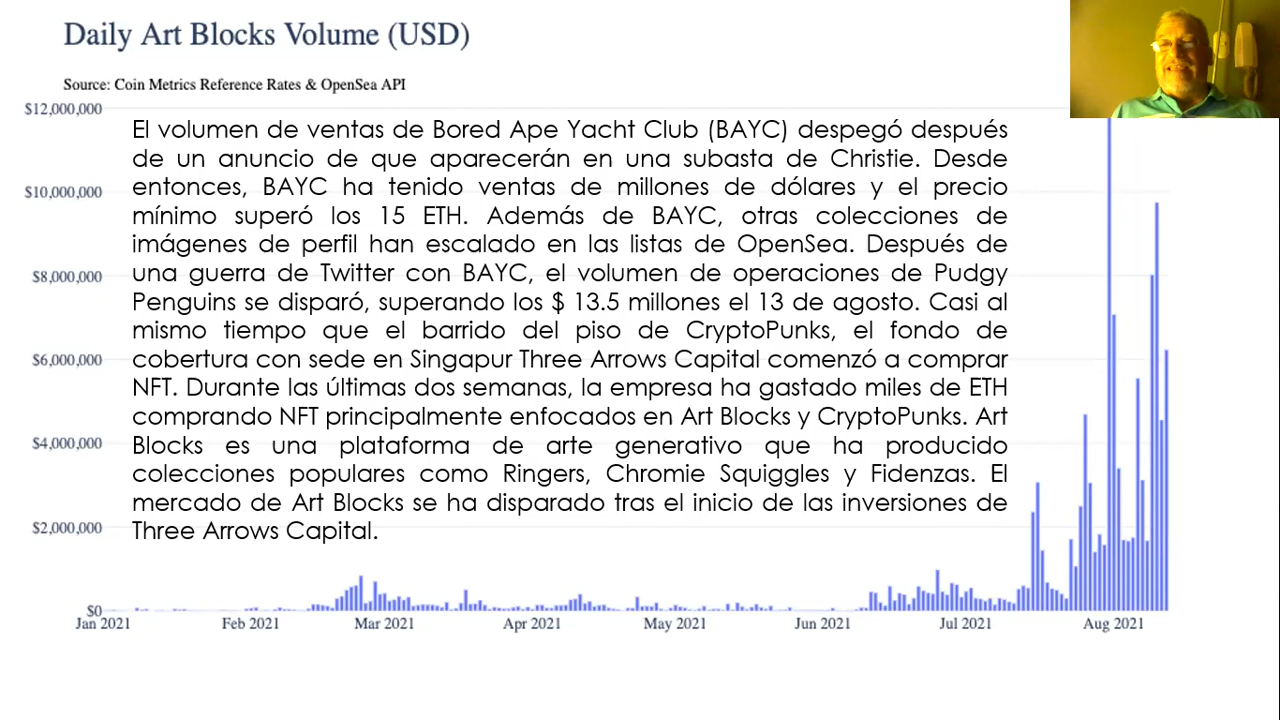 Daily Art Blocks Volume (USD)
Source: Coin Metrics Reference Rates & OpenSea API
$12,000,000
El volumen de ventas de Bored Ape Yacht Club (BAYC) despegó después
de un anuncio de que aparecerán en una subasta de Christie. Desde
entonces, BAYC ha tenido ventas de millones de dólares y el precio
$10,000,000
mínimo superó los 15 ETH. Además de BAYC, otras colecciones de
imágenes de perfil han escalado en las listas de OpenSea. Después de
una guerra de Twitter con BAYC, el volumen de operaciones de Pudgy
$8,000,000
Penguins se disparó, superando los $ 13.5 millones el 13 de agosto. Casi al
mismo tiempo que el barrido del piso de CryptoPunks, el fondo de
cobertura con sede en Singapur Three Arrows Capital comenzó a comprar
$6,000,000
NFT. Durante las últimas dos semanas, la empresa ha gastado miles de ETH
comprando NFT principalmente enfocados en Art Blocks y CryptoPunks. Art
Blocks es una plataforma de arte generativo que ha producido
$4,000,000
colecciones populares como Ringers, Chromie Squiggles y Fidenzas. El
mercado de Art Blocks se ha disparado tras el inicio de las inversiones de
$2,000,000
Three Arrows Capital.
$0
Jan 2021 Feb 2021 Mar 2021 Apr 2021 May 2021 Jun 2021 Jul 2021 Aug 2021